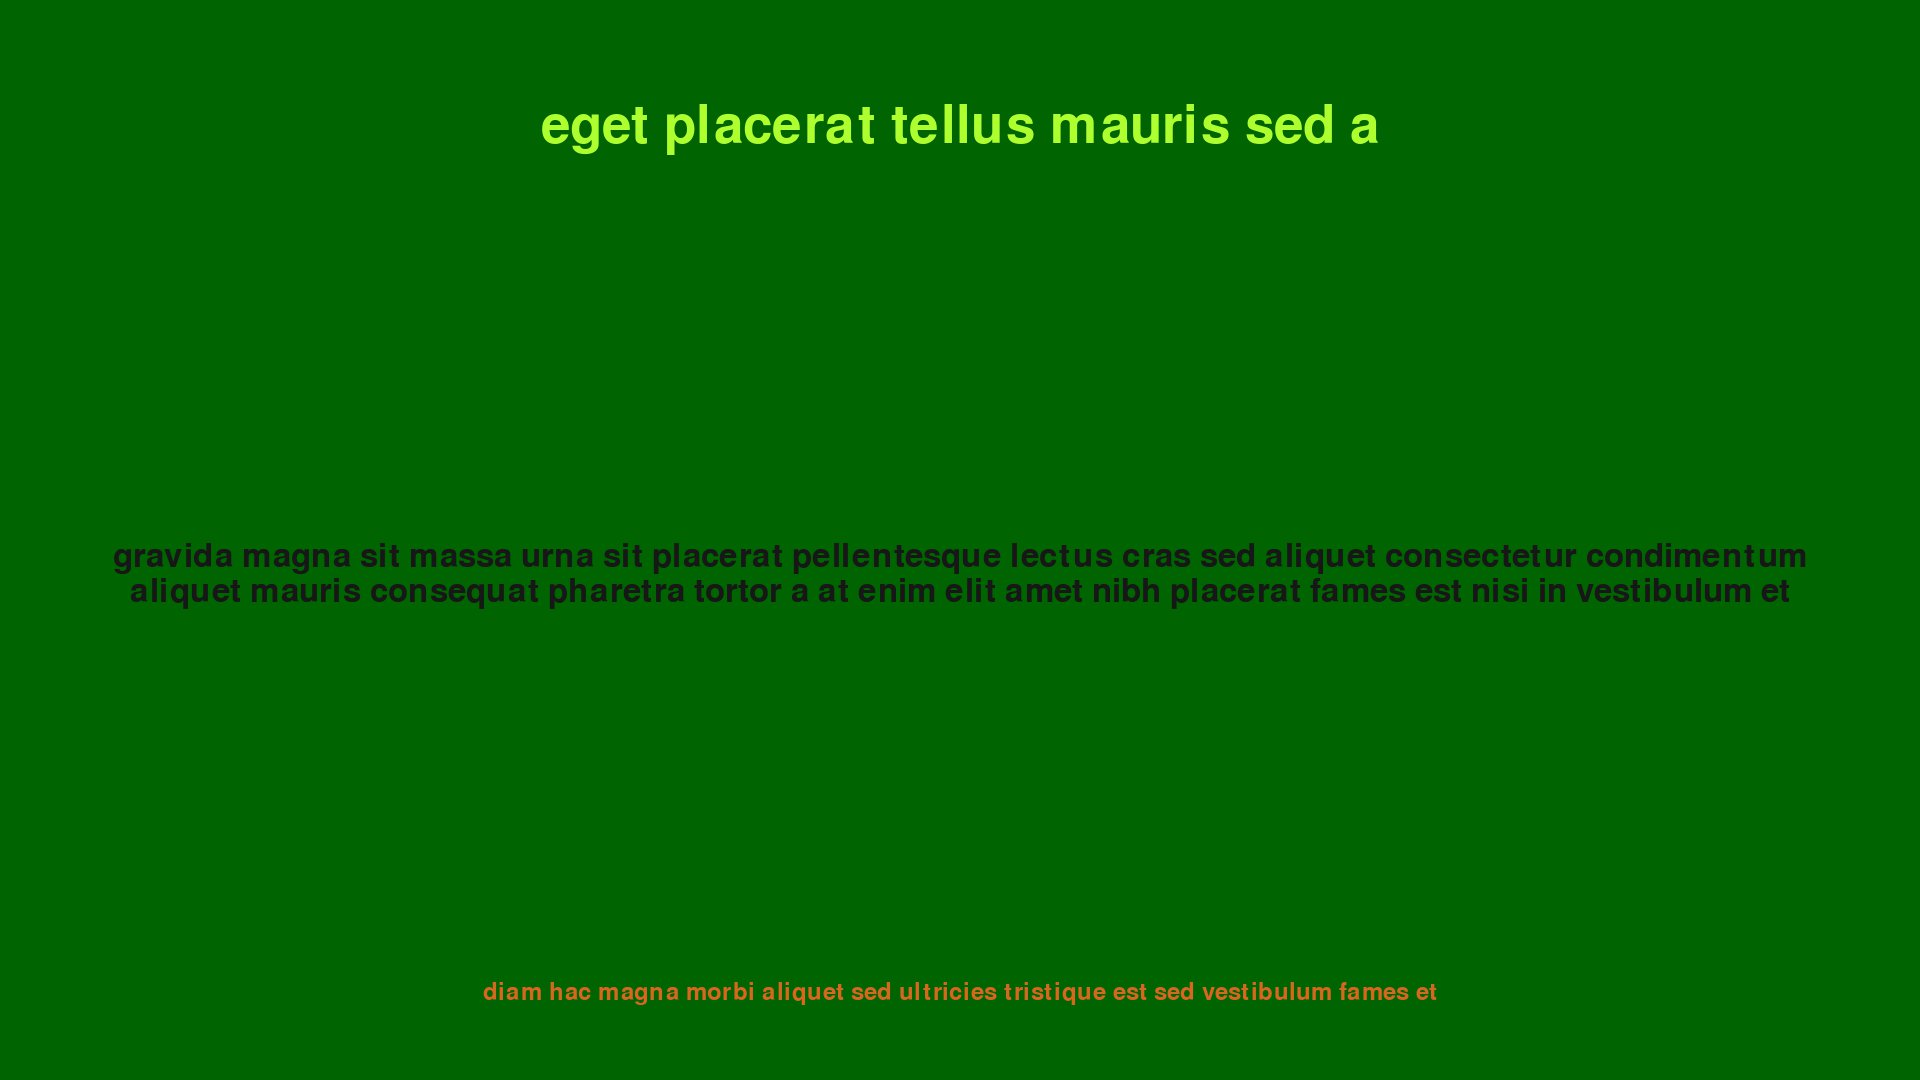 eget placerat tellus mauris sed a
gravida magna sit massa urna sit placerat pellentesque lectus cras sed aliquet consectetur condimentum
aliquet mauris consequat pharetra tortor a at enim elit amet nibh placerat fames est nisi in vestibulum et
diam hac magna morbi aliquet sed ultricies tristique est sed vestibulum fames et